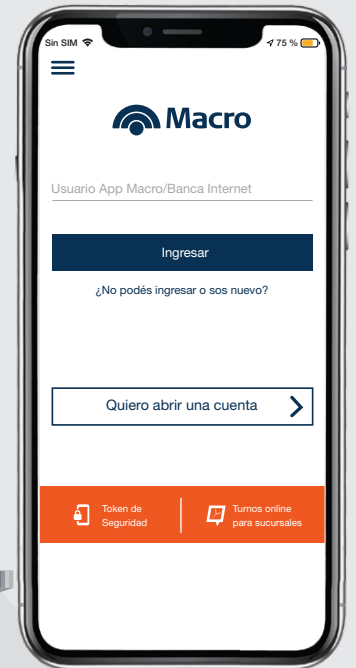 Sin SIM
75 %
Macro
Usuario App Macro/Banca Internet
Ingresar
¿No podés ingresar o sos nuevo?
Quiero abrir una cuenta
Token de
Seguridad
Turnos online
para sucursales